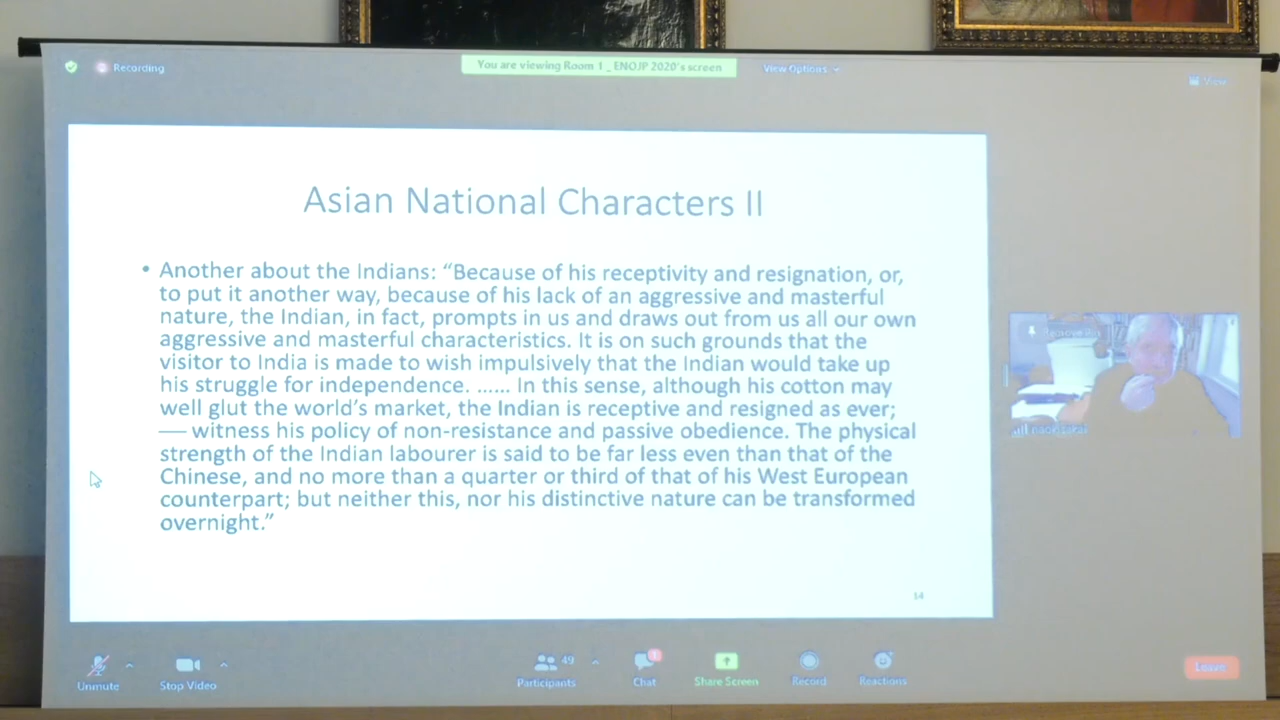 Recording
You are viewing Room 1 _ ENOJP 2020's screen
View Options
View
Asian National Characters II
• Another about the Indians: “Because of his receptivity and resignation, or,
to put it another way, because of his lack of an aggressive and masterful
nature, the Indian, in fact, prompts in us and draws out from us all our own
aggressive and masterful characteristics. It is on such grounds that the
visitor to India is made to wish impulsively that the Indian would take up
his struggle for independence. ...... In this sense, although his cotton may
well glut the world’s market, the Indian is receptive and resigned as ever;
— witness his policy of non-resistance and passive obedience. The physical
strength of the Indian labourer is said to be far less even than that of the
Chinese, and no more than a quarter or third of that of his West European
counterpart; but neither this, nor his distinctive nature can be transformed
overnight.”
14
Unmute
Stop Video
49
Participants
1
Chat
Share Screen
Record
Reactions
Leave